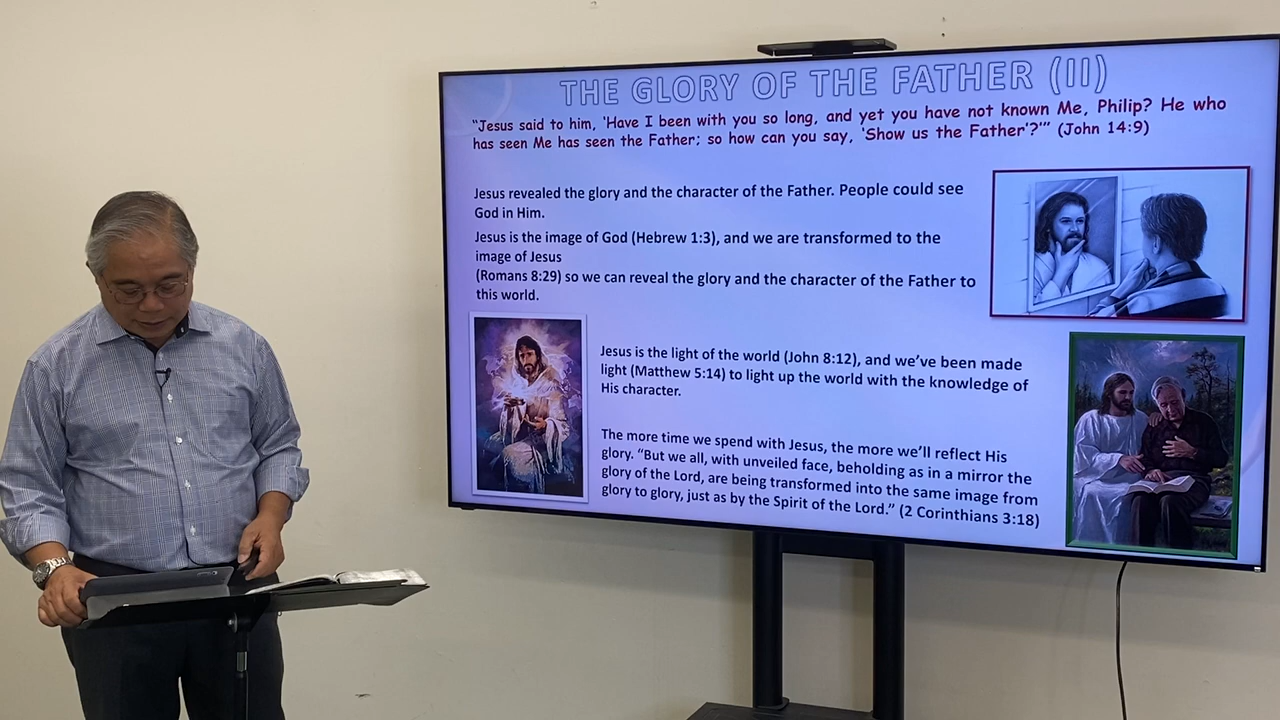 THE GLORY OF THE FATHER (II)
“Jesus said to him, ‘Have I been with you so long, and yet you have not known Me, Philip? He who
has seen Me has seen the Father; so how can you say, ‘Show us the Father’?’” (John 14:9)
Jesus revealed the glory and the character of the Father. People could see
God in Him.
Jesus is the image of God (Hebrew 1:3), and we are transformed to the
image of Jesus
(Romans 8:29) so we can reveal the glory and the character of the Father to
this world.
Jesus is the light of the world (John 8:12), and we’ve been made
light (Matthew 5:14) to light up the world with the knowledge of
His character.
The more time we spend with Jesus, the more we’ll reflect His
glory. “But we all, with unveiled face, beholding as in a mirror the
glory of the Lord, are being transformed into the same image from
glory to glory, just as by the Spirit of the Lord.” (2 Corinthians 3:18)